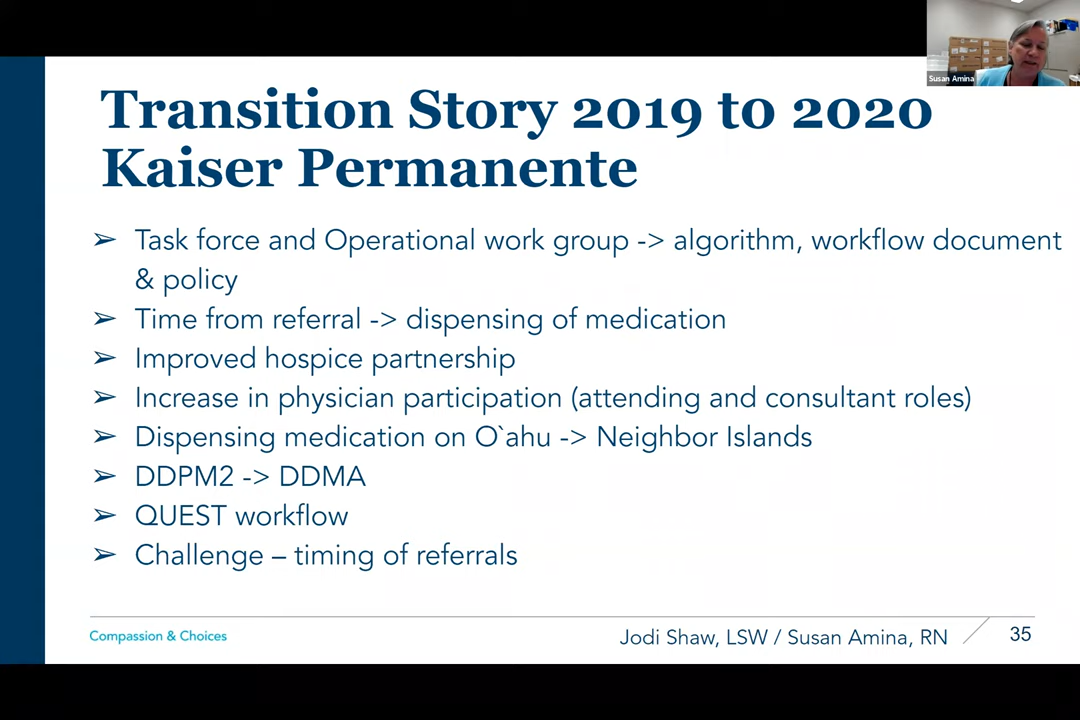 Susan Amina
Transition Story 2019 to 2020
Kaiser Permanente
➢ Task force and Operational work group -> algorithm, workflow document
& policy
➢ Time from referral -> dispensing of medication
➢ Improved hospice partnership
➢ Increase in physician participation (attending and consultant roles)
➢ Dispensing medication on O`ahu -> Neighbor Islands
➢ DDPM2 -> DDMA
➢ QUEST workflow
➢ Challenge – timing of referrals
Compassion & Choices
Jodi Shaw, LSW / Susan Amina, RN
35